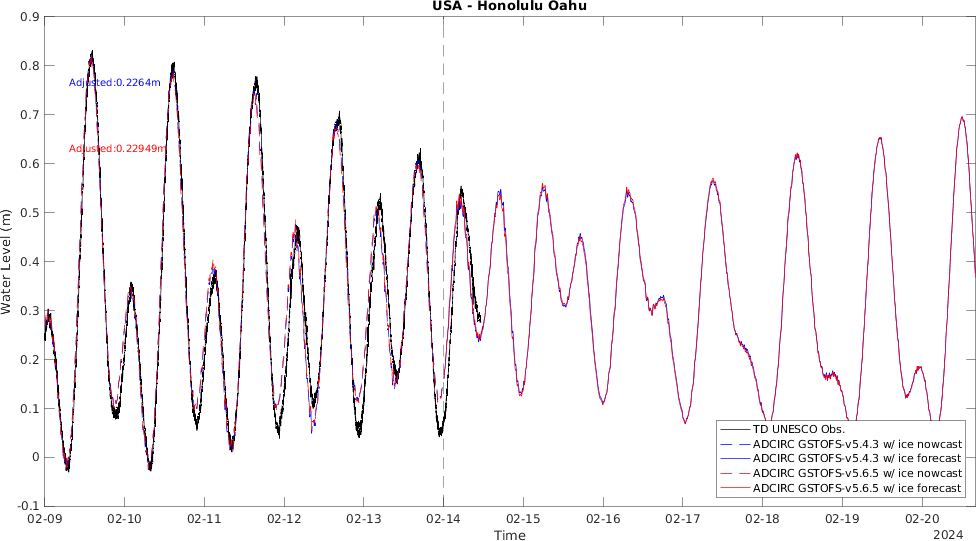 USA - Honolulu Oahu
0.9
0.8
0.7
0.6
0.5
0.4
0.3
0.2
0.1
0
-0.1
Water Level (m)
Adjusted:0.2264m
Adjusted:0.22949m
TD UNESCO Obs.
ADCIRC GSTOFS-v5.4.3 w/ ice nowcast
ADCIRC GSTOFS-v5.4.3 w/ ice forecast
ADCIRC GSTOFS-v5.6.5 w/ ice nowcast
ADCIRC GSTOFS-v5.6.5 w/ ice forecast
02-09 02-10 02-11 02-12 02-13 02-14 02-15 02-16 02-17 02-18 02-19 02-20
Time
2024